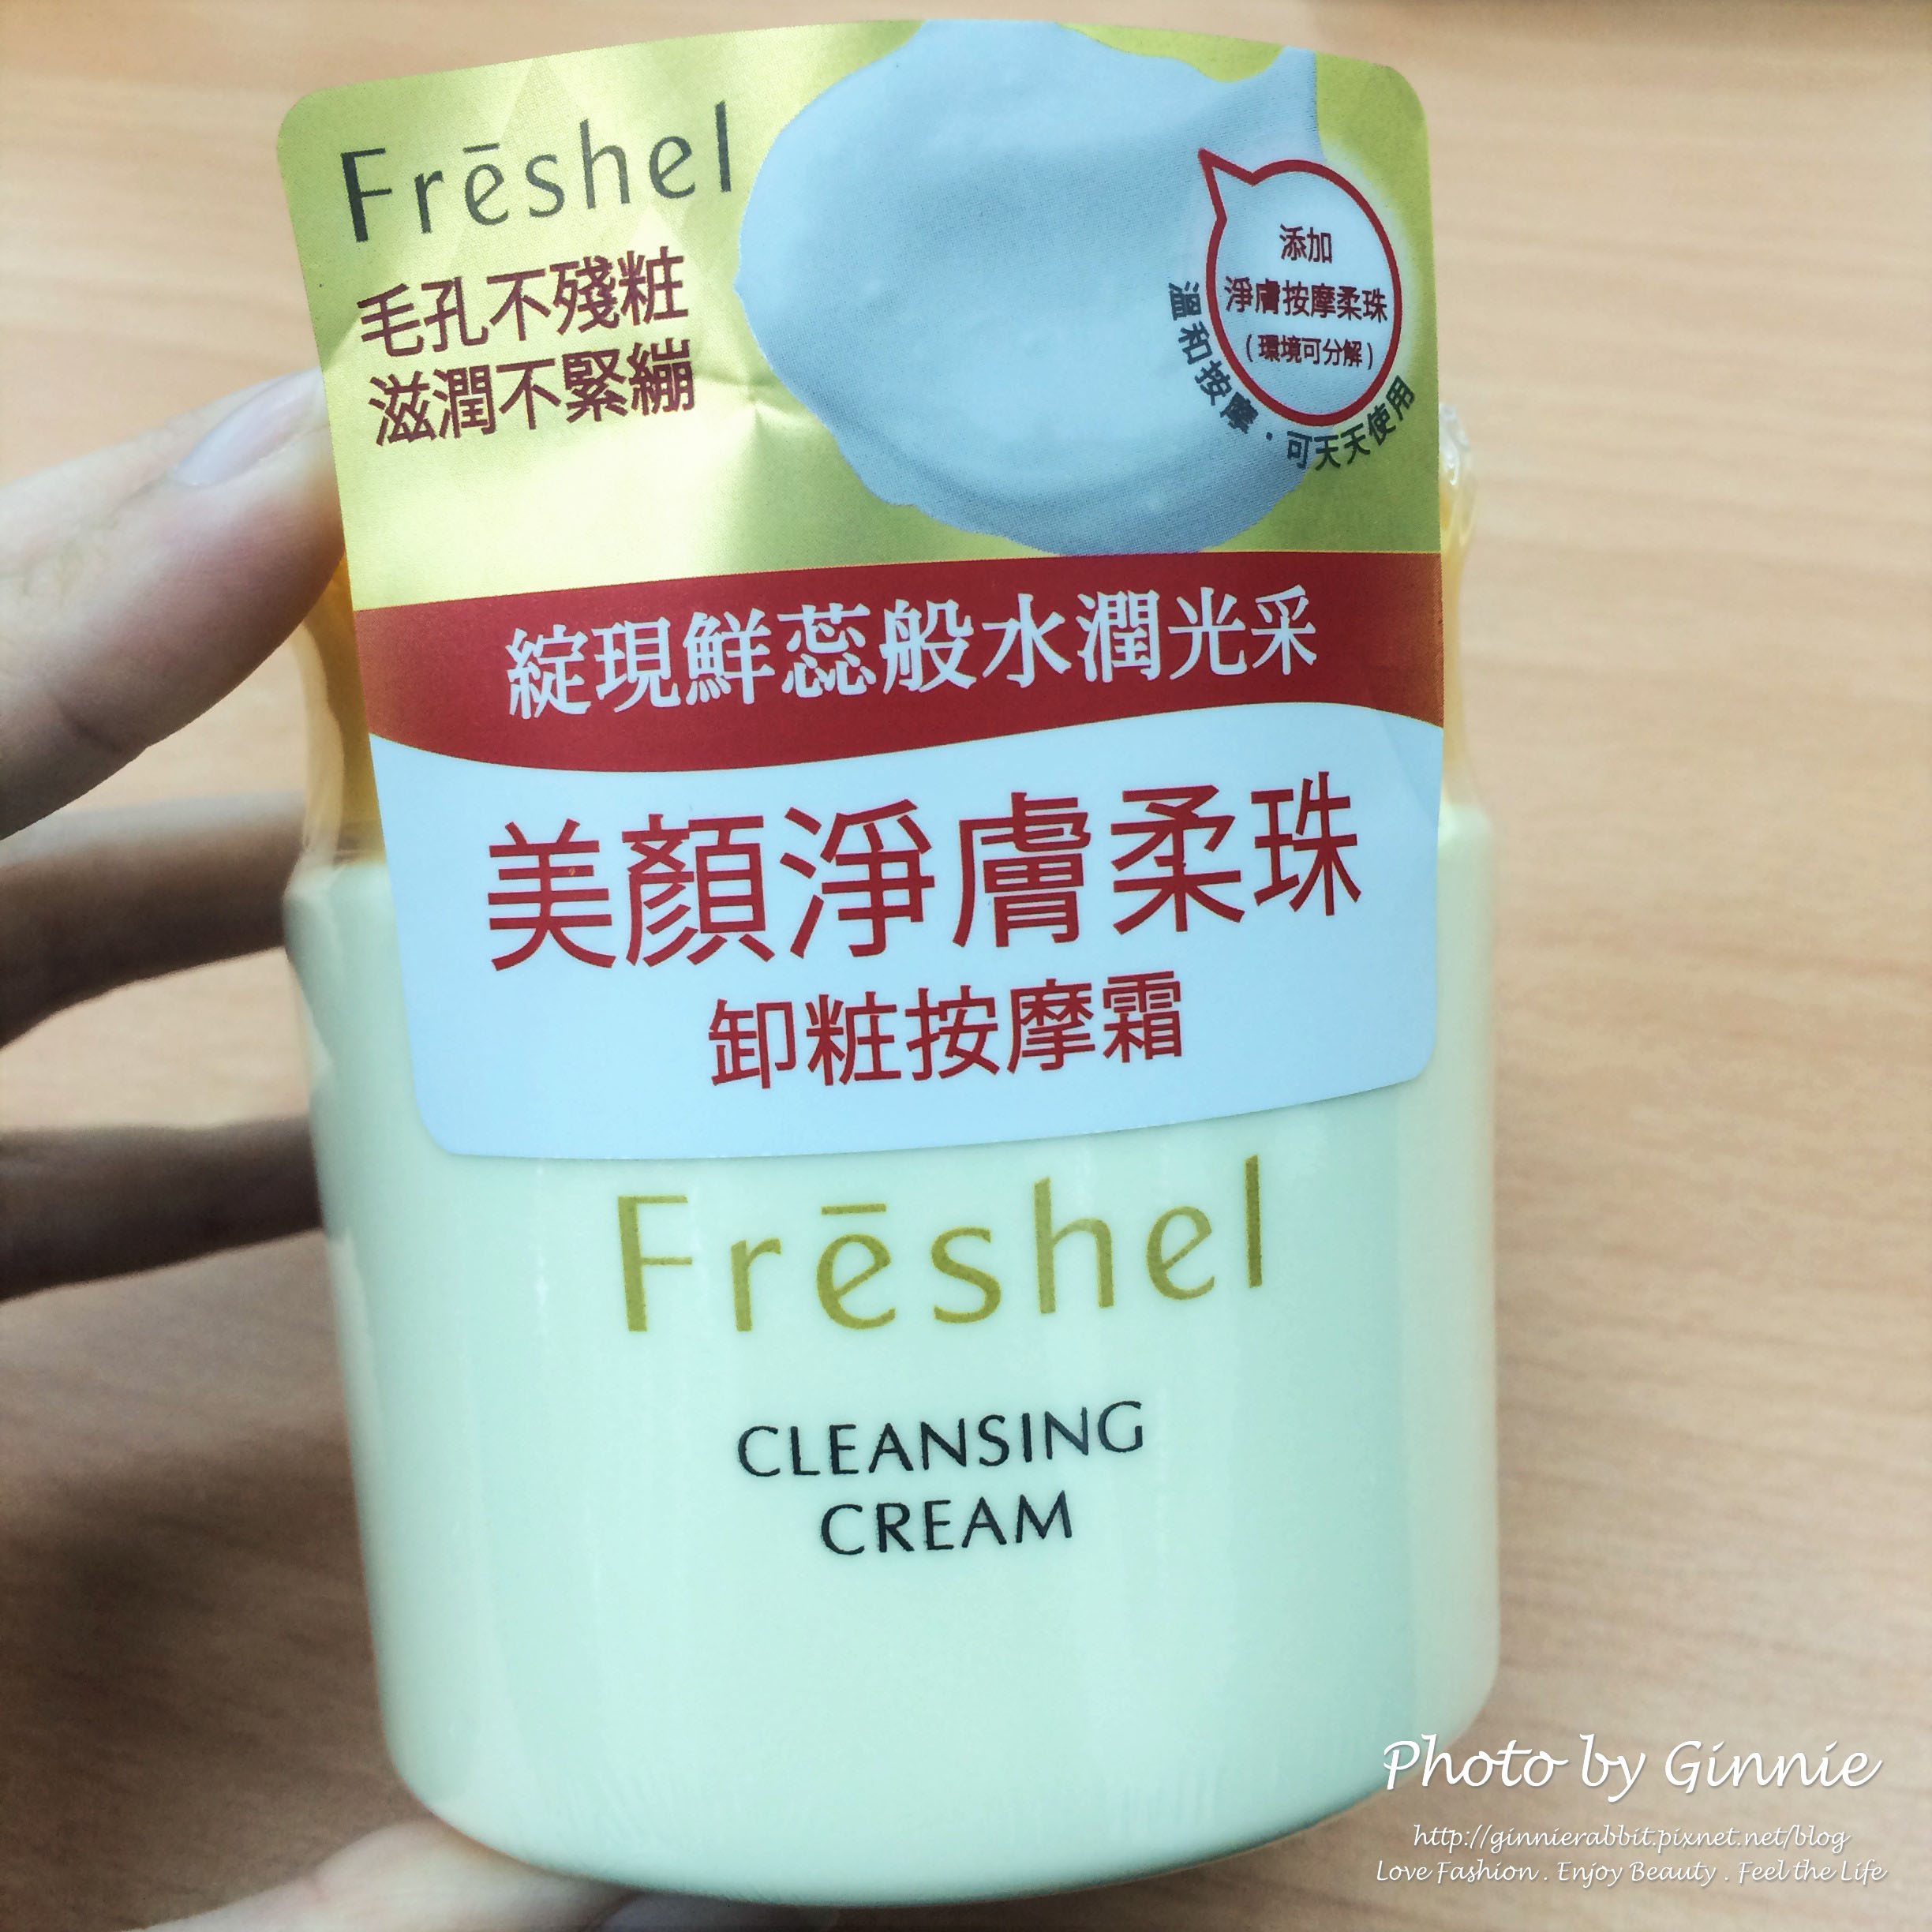 Frēshel
毛孔不殘粧
滋潤不緊繃
添加
淨膚按摩柔珠
(環境可分解)
溫和按摩·可天天使用
綻現鮮蕊般水潤光采
美顏淨膚柔珠
卸粧按摩霜
Frēshel
CLEANSING
CREAM
Photo by Ginnie
http://ginnierabbit.pixnet.net/blog
Love Fashion . Enjoy Beauty . Feel the Life